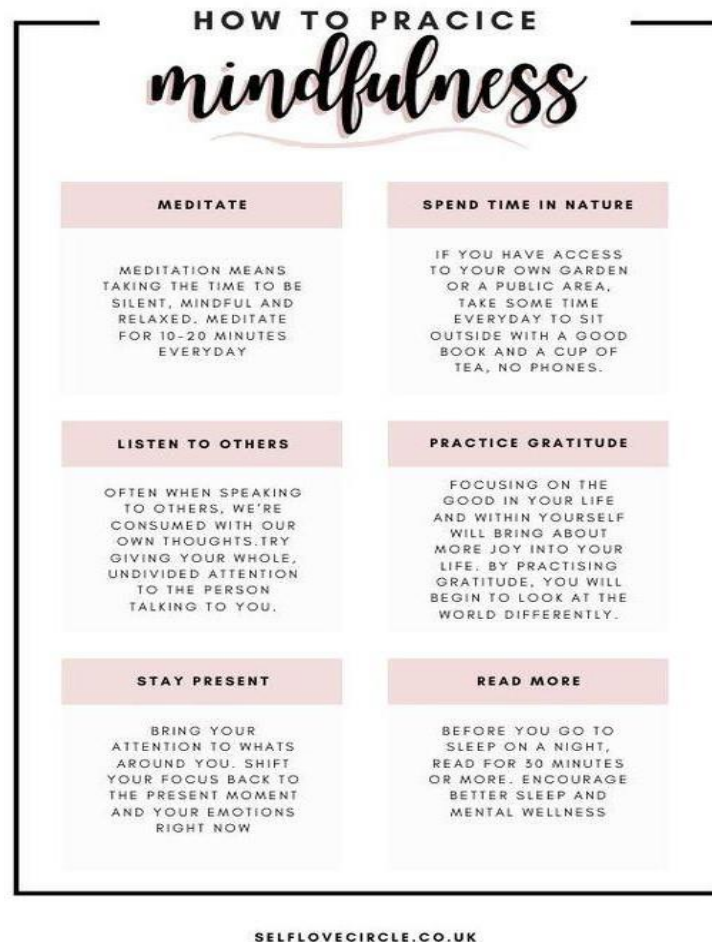 HOW TO PRACICE
mindfulness
MEDITATE
MEDITATION MEANS
TAKING THE TIME TO BE
SILENT, MINDFUL AND
RELAXED. MEDITATE
FOR 10-20 MINUTES
EVERYDAY
SPEND TIME IN NATURE
IF YOU HAVE ACCESS
TO YOUR OWN GARDEN
OR A PUBLIC AREA,
TAKE SOME TIME
EVERYDAY TO SIT
OUTSIDE WITH A GOOD
BOOK AND A CUP OF
TEA, NO PHONES.
LISTEN TO OTHERS
OFTEN WHEN SPEAKING
TO OTHERS, WE'RE
CONSUMED WITH OUR
OWN THOUGHTS.TRY
GIVING YOUR WHOLE,
UNDIVIDED ATTENTION
TO THE PERSON
TALKING TO YOU.
PRACTICE GRATITUDE
FOCUSING ON THE
GOOD IN YOUR LIFE
AND WITHIN YOURSELF
WILL BRING ABOUT
MORE JOY INTO YOUR
LIFE. BY PRACTISING
GRATITUDE, YOU WILL
BEGIN TO LOOK AT THE
WORLD DIFFERENTLY.
STAY PRESENT
BRING YOUR
ATTENTION TO WHATS
AROUND YOU. SHIFT
YOUR FOCUS BACK TO
THE PRESENT MOMENT
AND YOUR EMOTIONS
RIGHT NOW
READ MORE
BEFORE YOU GO TO
SLEEP ON A NIGHT,
READ FOR 30 MINUTES
OR MORE. ENCOURAGE
BETTER SLEEP AND
MENTAL WELLNESS
SELFLOVECIRCLE.CO.UK